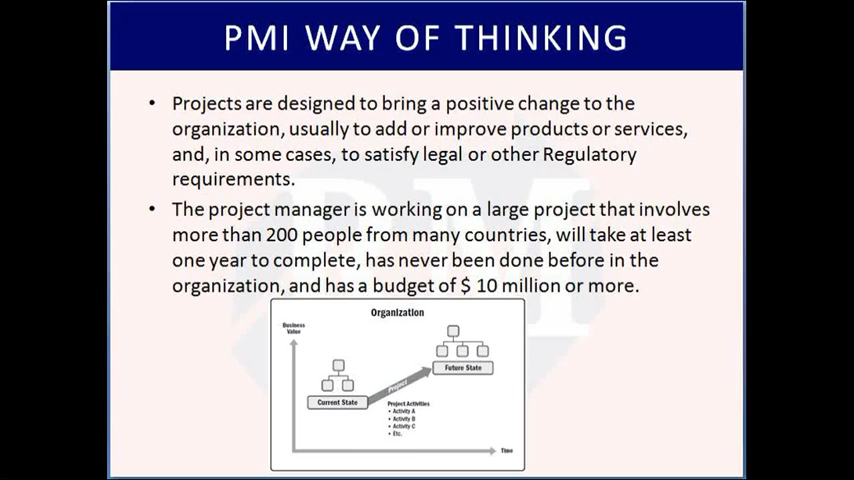 PMI WAY OF THINKING
• Projects are designed to bring a positive change to the
organization, usually to add or improve products or services,
and, in some cases, to satisfy legal or other Regulatory
requirements.
• The project manager is working on a large project that involves
more than 200 people from many countries, will take at least
one year to complete, has never been done before in the
organization, and has a budget of $ 10 million or more.
Organization
Business
Value
Future State
Project
Current State
Project Activities
• Activity A
• Activity B
• Activity C
• Etc.
Time